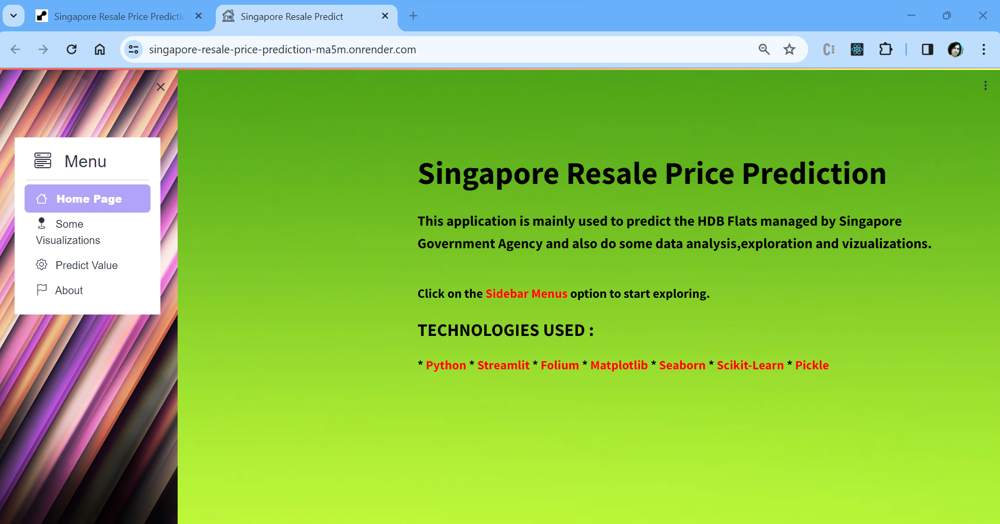 Singapore Resale Price Predictio
Singapore Resale Predict
singapore-resale-price-prediction-ma5m.onrender.com
Menu
Home Page
Some
Visualizations
Predict Value
About
Singapore Resale Price Prediction
This application is mainly used to predict the HDB Flats managed by Singapore
Government Agency and also do some data analysis,exploration and vizualizations.
Click on the Sidebar Menus option to start exploring.
TECHNOLOGIES USED :
* Python * Streamlit * Folium * Matplotlib * Seaborn * Scikit-Learn * Pickle